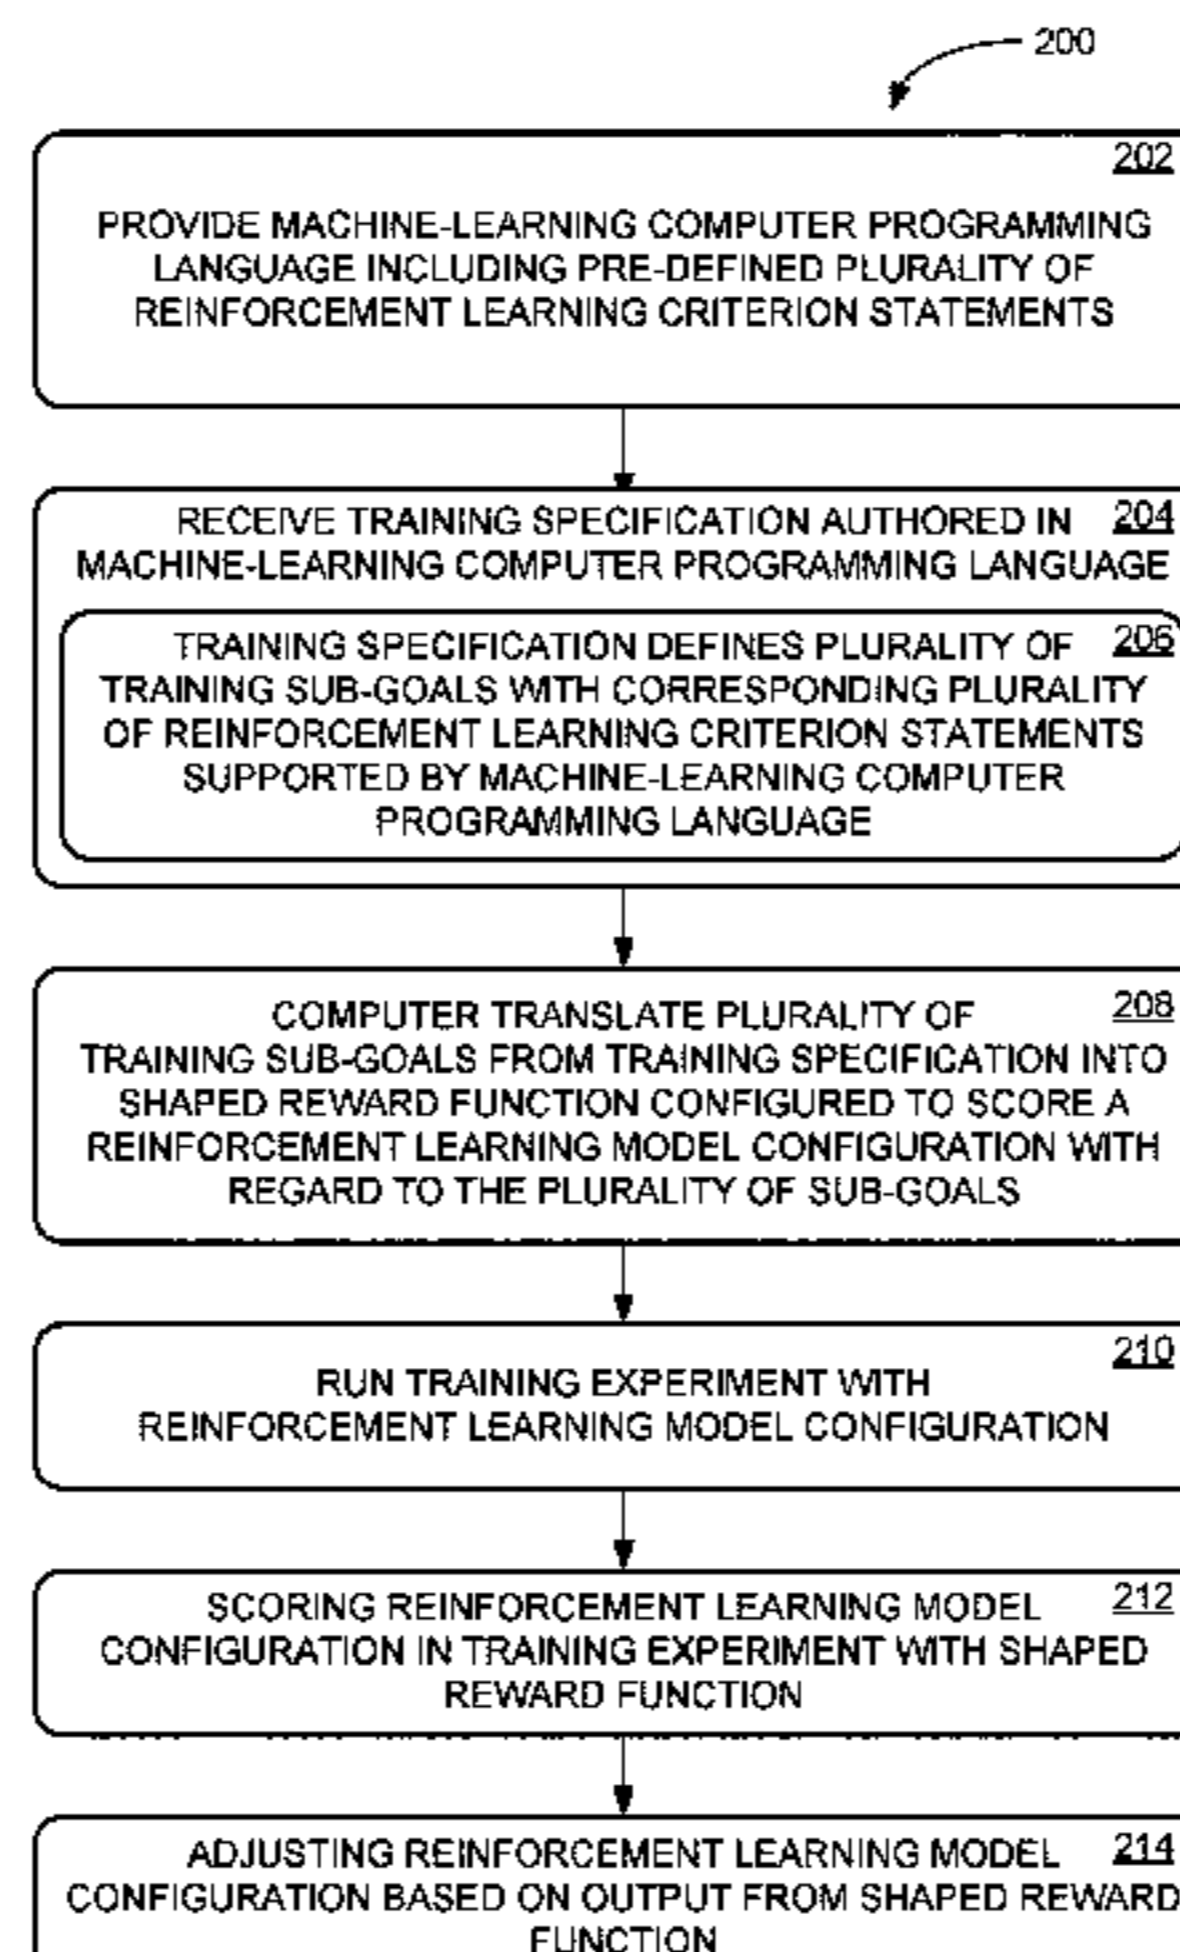 200
202
PROVIDE MACHINE-LEARNING COMPUTER PROGRAMMING
LANGUAGE INCLUDING PRE-DEFINED PLURALITY OF
REINFORCEMENT LEARNING CRITERION STATEMENTS
204
RECEIVE TRAINING SPECIFICATION AUTHORED IN
MACHINE-LEARNING COMPUTER PROGRAMMING LANGUAGE
206
TRAINING SPECIFICATION DEFINES PLURALITY OF
TRAINING SUB-GOALS WITH CORRESPONDING PLURALITY
OF REINFORCEMENT LEARNING CRITERION STATEMENTS
SUPPORTED BY MACHINE-LEARNING COMPUTER
PROGRAMMING LANGUAGE
208
COMPUTER TRANSLATE PLURALITY OF
TRAINING SUB-GOALS FROM TRAINING SPECIFICATION INTO
SHAPED REWARD FUNCTION CONFIGURED TO SCORE A
REINFORCEMENT LEARNING MODEL CONFIGURATION WITH
REGARD TO THE PLURALITY OF SUB-GOALS
210
RUN TRAINING EXPERIMENT WITH
REINFORCEMENT LEARNING MODEL CONFIGURATION
212
SCORING REINFORCEMENT LEARNING MODEL
CONFIGURATION IN TRAINING EXPERIMENT WITH SHAPED
REWARD FUNCTION
214
ADJUSTING REINFORCEMENT LEARNING MODEL
CONFIGURATION BASED ON OUTPUT FROM SHAPED REWARD
FUNCTION